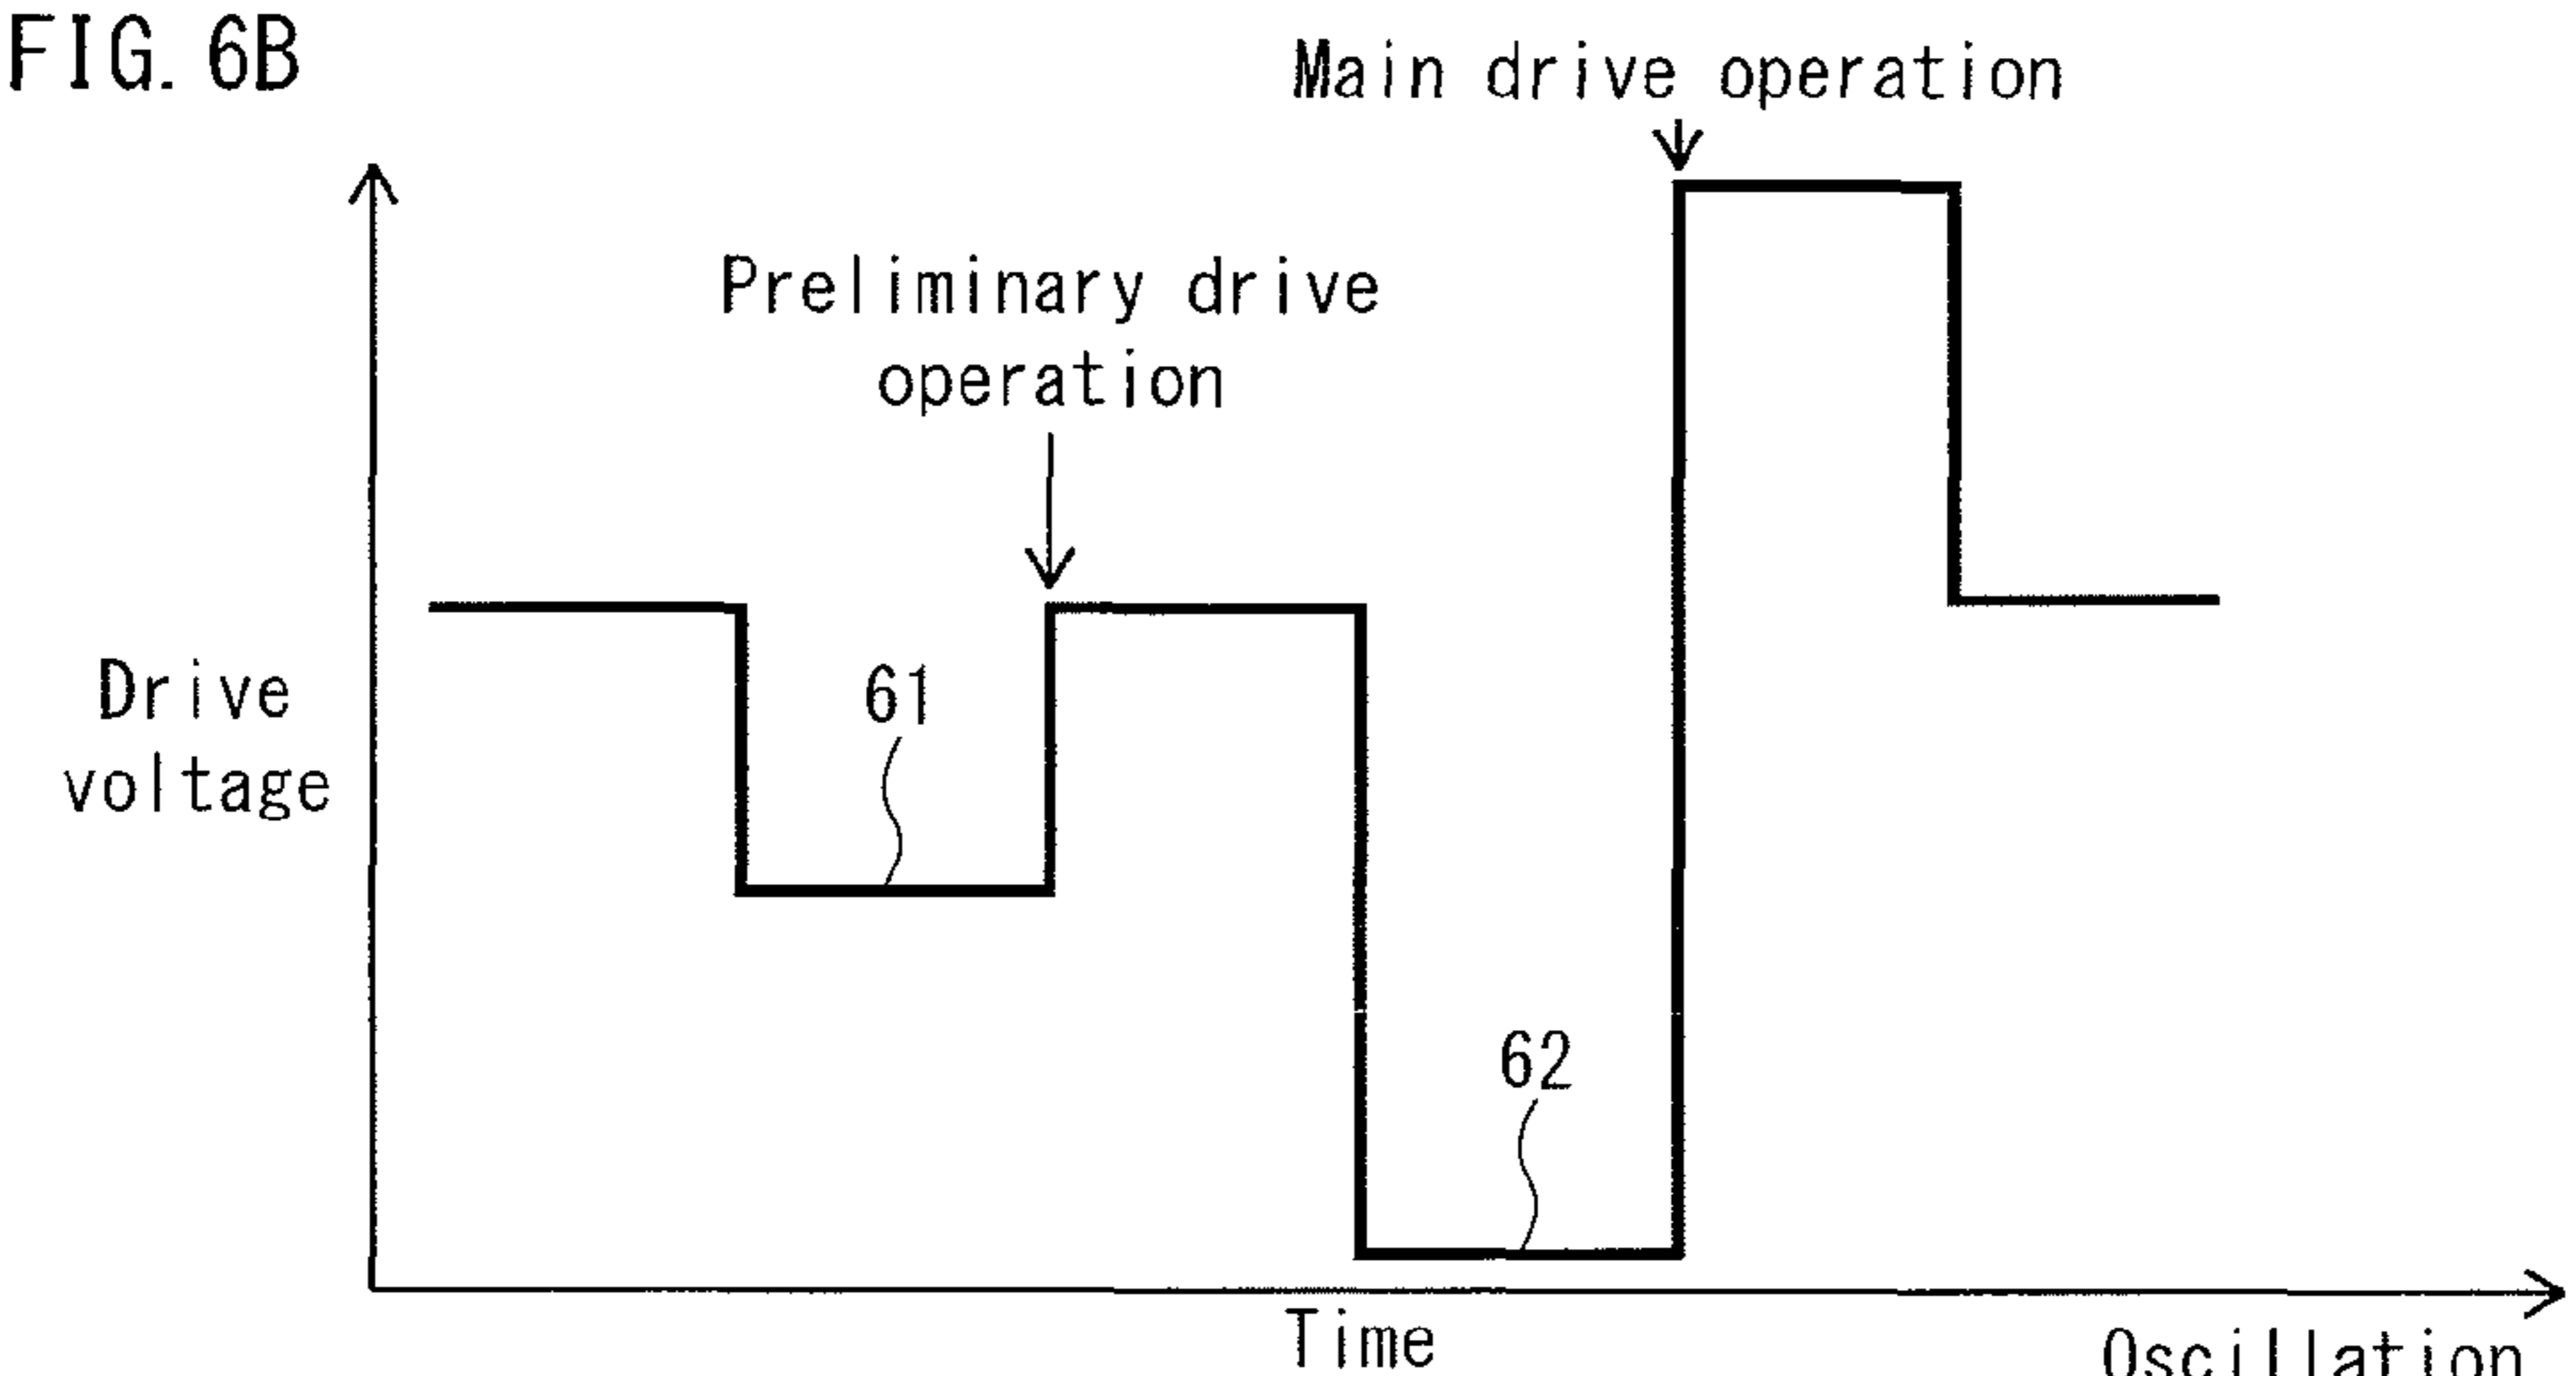 FIG. 6B
Main drive operation
Preliminary drive
operation
Drive
voltage
61
62
Time
Oscillation